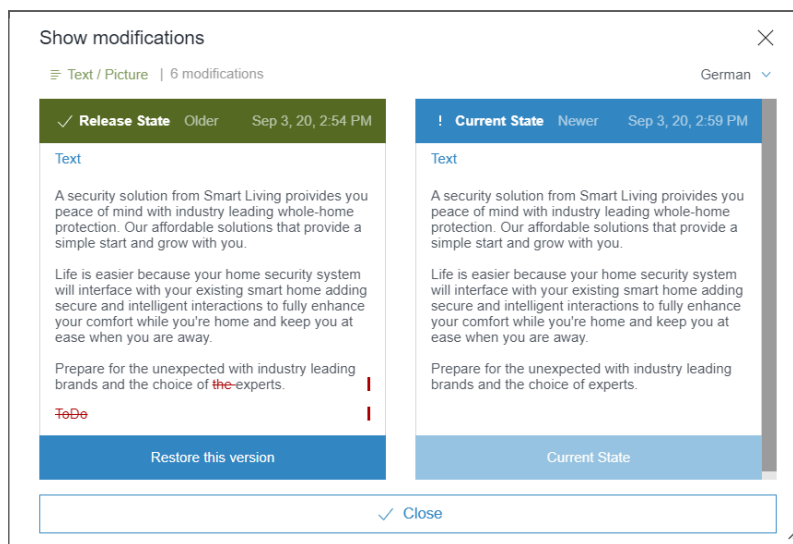 Show modifications
Text / Picture | 6 modifications
German
Release State Older Sep 3, 20, 2:54 PM
Text
A security solution from Smart Living proivides you
peace of mind with industry leading whole-home
protection. Our affordable solutions that provide a
simple start and grow with you.
Life is easier because your home security system
will interface with your existing smart home adding
secure and intelligent interactions to fully enhance
your comfort while you're home and keep you at
ease when you are away.
Prepare for the unexpected with industry leading
brands and the choice of the experts.
ToDo
Restore this version
! Current State Newer Sep 3, 20, 2:59 PM
Text
A security solution from Smart Living proivides you
peace of mind with industry leading whole-home
protection. Our affordable solutions that provide a
simple start and grow with you.
Life is easier because your home security system
will interface with your existing smart home adding
secure and intelligent interactions to fully enhance
your comfort while you're home and keep you at
ease when you are away.
Prepare for the unexpected with industry leading
brands and the choice of experts.
Current State
Close